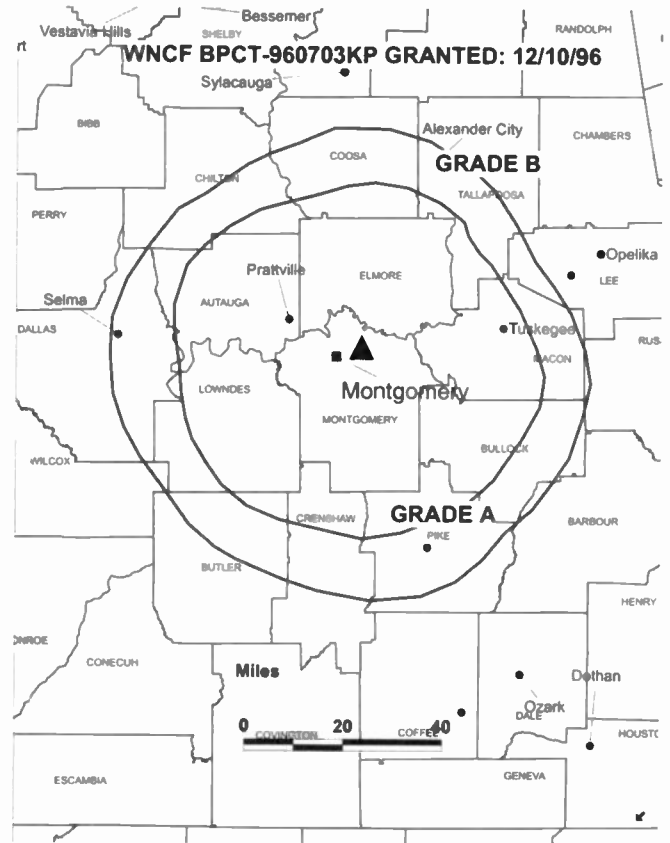 Bessemer
Vestavia Hills
SHELBY
RANDOLPH
rt
WNCF BPCT-960703KP GRANTED: 12/10/96
Sylacauga
BIBB
Alexander City
CHAMBERS
COOSA
GRADE B
CHILTON
TALLAPOOSA
PERRY
Opelika
Prattville
ELMORE
LEE
Selma
AUTAUGA
DALLAS
Tuskegee
RUS
MACON
LOWNDES
Montgomery
MONTGOMERY
BULLOCK
WILCOX
GRADE A
CRENSHAW
BARBOUR
PIKE
BUTLER
HENRY
ONROE
CONECUH
Miles
Dothan
Ozark
DALE
0 20 40
COVINGTON
COFFEE
HOUSTO
ESCAMBIA
GENEVA